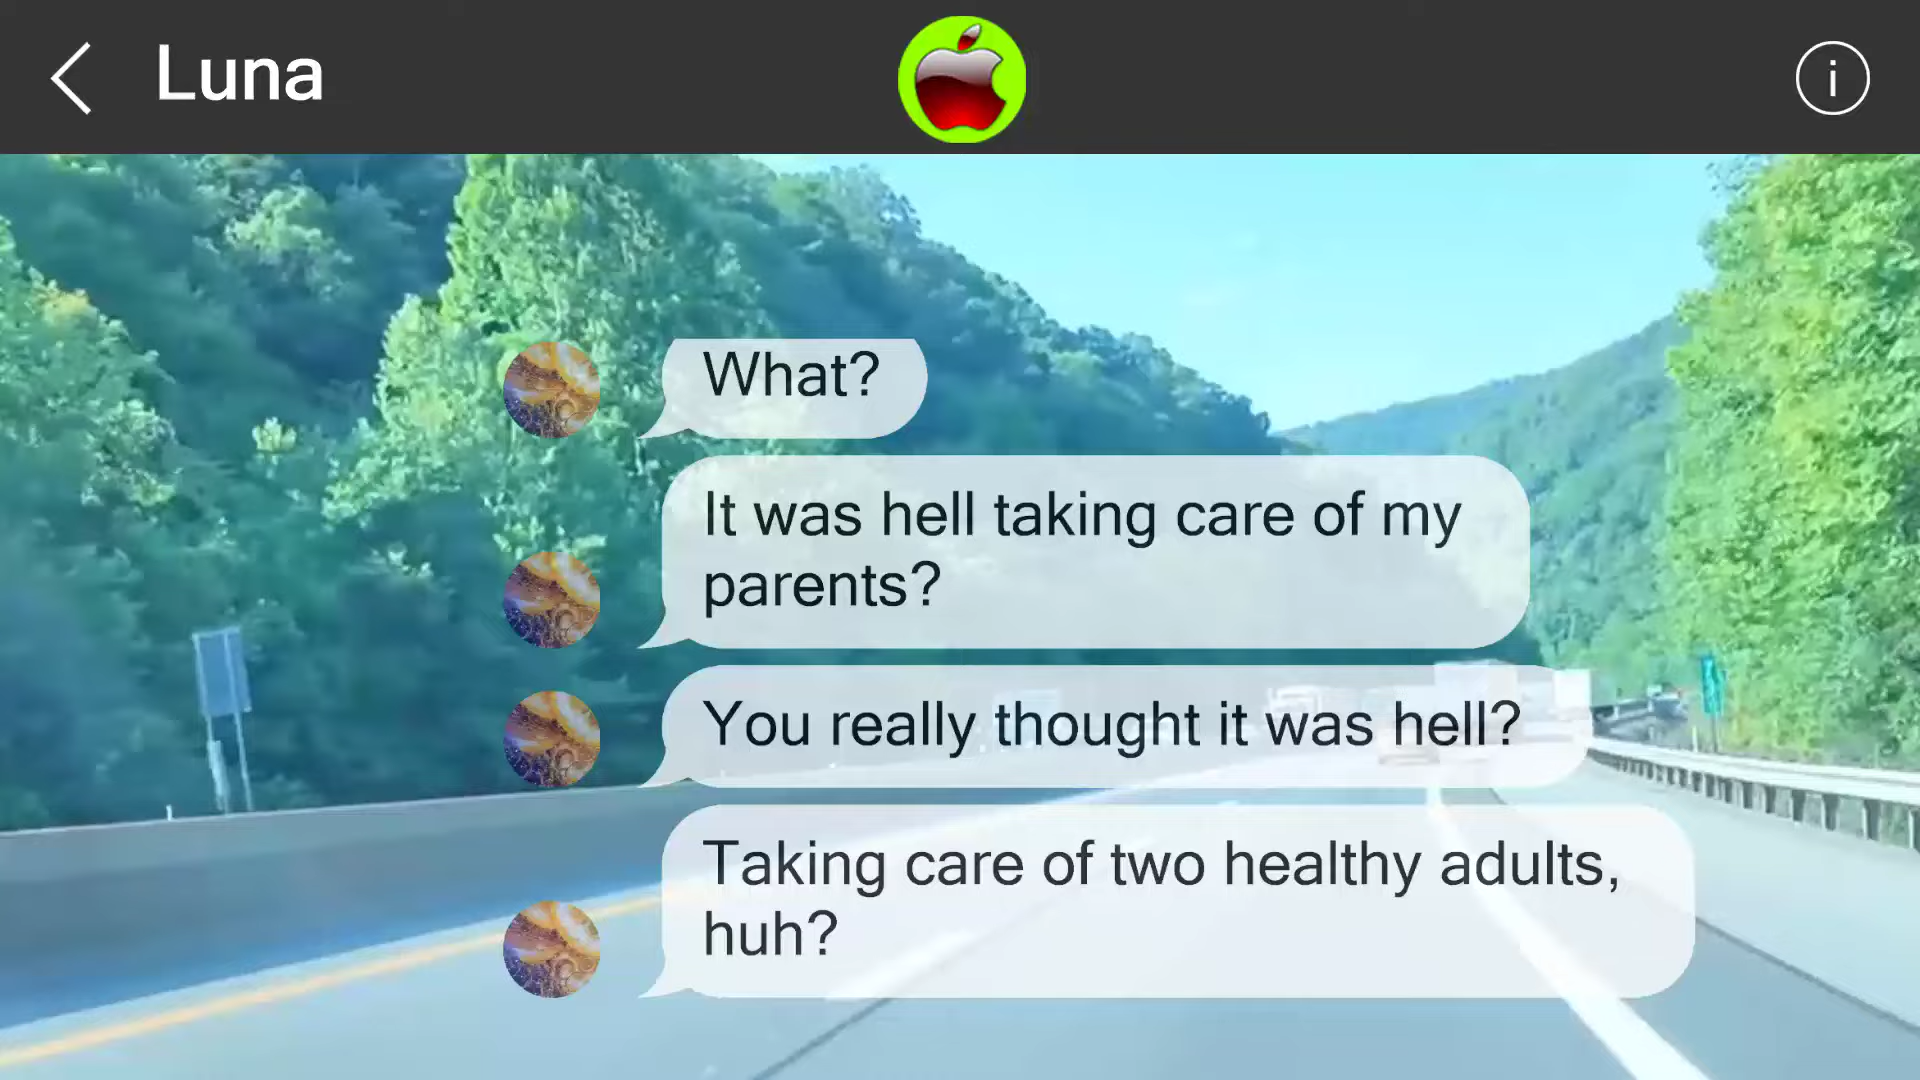 Luna
What?
It was hell taking care of my
parents?
You really thought it was hell?
Taking care of two healthy adults,
huh?